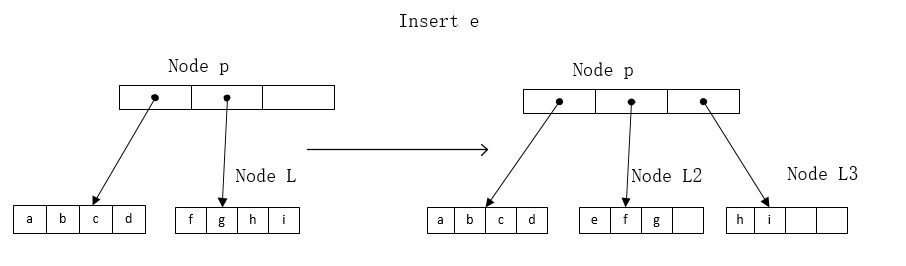 Insert e
Node p
Node L
a b c d
f g h i
Node p
Node L2
Node L3
a b c d
e f g
h i